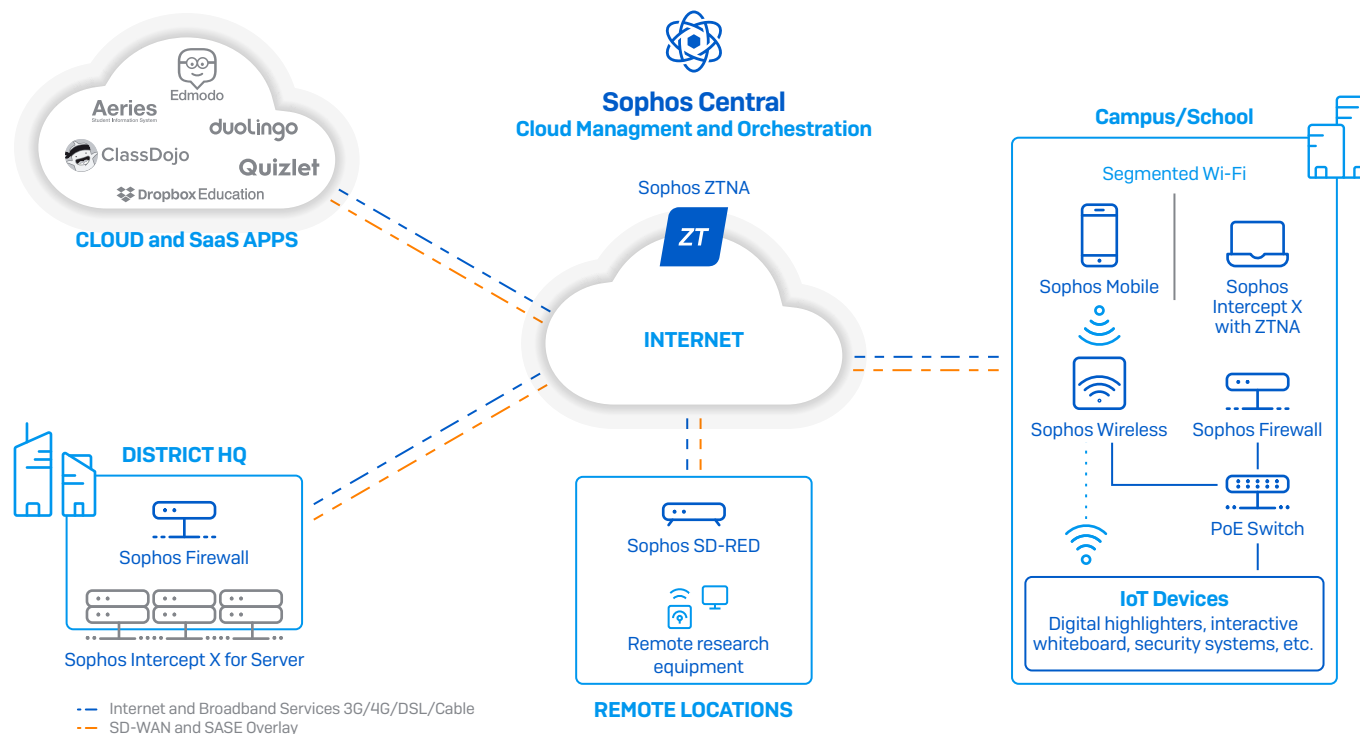 Edmodo
Aeries
Student Information System
duolingo
ClassDojo
Quizlet
Dropbox Education
CLOUD and SaaS APPS
Sophos Central
Cloud Managment and Orchestration
Sophos ZTNA
ZT
INTERNET
Campus/School
Segmented Wi-Fi
Sophos Mobile
Sophos
Intercept X
with ZTNA
Sophos Wireless
Sophos Firewall
PoE Switch
IoT Devices
Digital highlighters, interactive
whiteboard, security systems, etc.
DISTRICT HQ
Sophos Firewall
Sophos Intercept X for Server
Sophos SD-RED
Remote research
equipment
REMOTE LOCATIONS
Internet and Broadband Services 3G/4G/DSL/Cable
SD-WAN and SASE Overlay